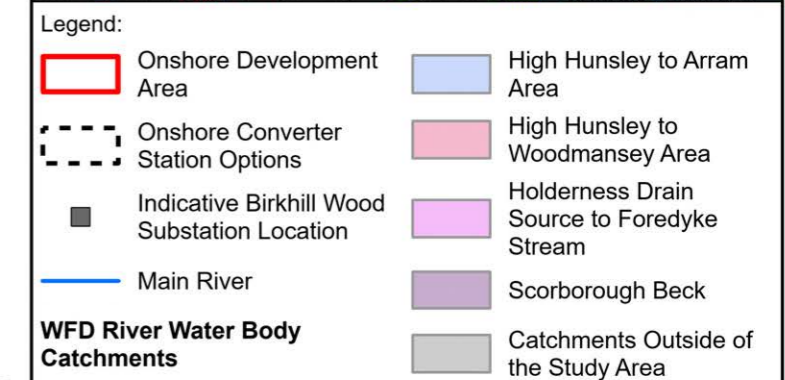 Legend:
Onshore Development
Area
Onshore Converter
Station Options
Indicative Birkhill Wood
Substation Location
Main River
WFD River Water Body
Catchments
High Hunsley to Arram
Area
High Hunsley to
Woodmansey Area
Holderness Drain
Source to Foredyke
Stream
Scorborough Beck
Catchments Outside of
the Study Area